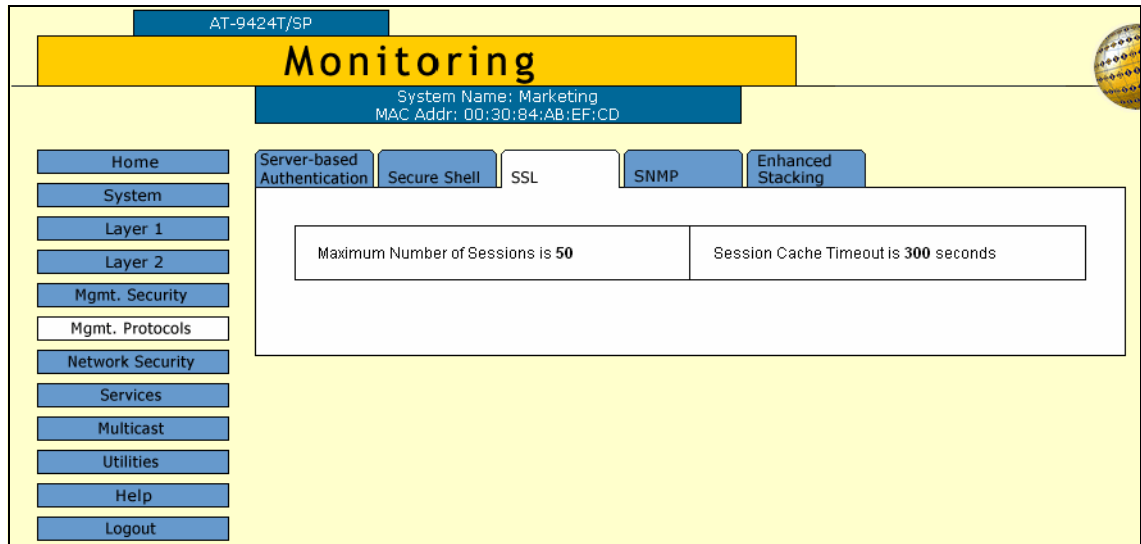 AT-9424T/SP
Monitoring
System Name: Marketing
MAC Addr: 00:30:84:AB:EF:CD
Home
System
Layer 1
Layer 2
Mgmt. Security
Mgmt. Protocols
Network Security
Services
Multicast
Utilities
Help
Logout
Server-based
Authentication
Secure Shell
SSL
SNMP
Enhanced
Stacking
Maximum Number of Sessions is 50
Session Cache Timeout is 300 seconds